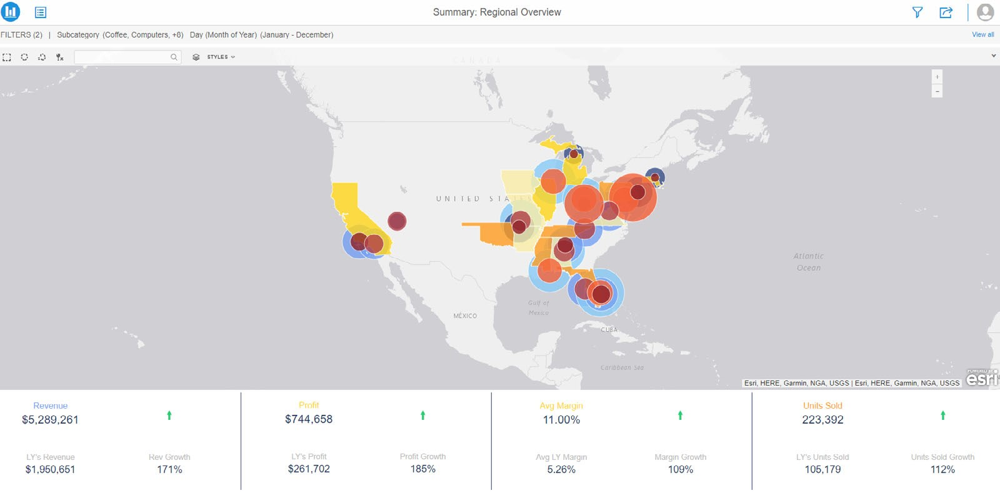 Summary: Regional Overview
FILTERS (2) | Subcategory (Coffee, Computers, +8) Day (Month of Year) (January - December) View all
STYLES
CANADA
UNITED STATES
Atlantic
Ocean
Gulf of
Mexico
MÉXICO
CUBA
Caribbean Sea
POWERED BY
esri
Esri, HERE, Garmin, NGA, USGS | Esri, HERE, Garmin, NGA, USGS
Revenue
$5,289,261
LY's Revenue
$1,950,651
Rev Growth
171%
Profit
$744,658
LY's Profit
$261,702
Profit Growth
185%
Avg Margin
11.00%
Avg LY Margin
5.26%
Margin Growth
109%
Units Sold
223,392
LY's Units Sold
105,179
Units Sold Growth
112%